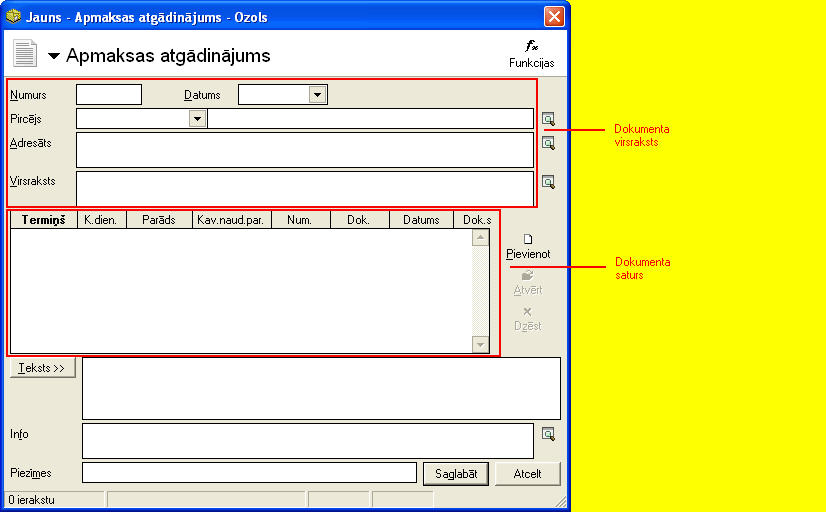 Jauns - Apmaksas atgādinājums - Ozols
Apmaksas atgādinājums
fx
Funkcijas
Numurs Datums
Pircējs
Adresāts
Virsraksts
Dokumenta
virsraksts
Termiņš K.dien. Parāds Kav.naud.par. Num. Dok. Datums Dok.s
Pievienot
Atvērt
Dzēst
Dokumenta
saturs
Teksts >>
Info
Piezīmes Saglabāt Atcelt
0 ierakstu